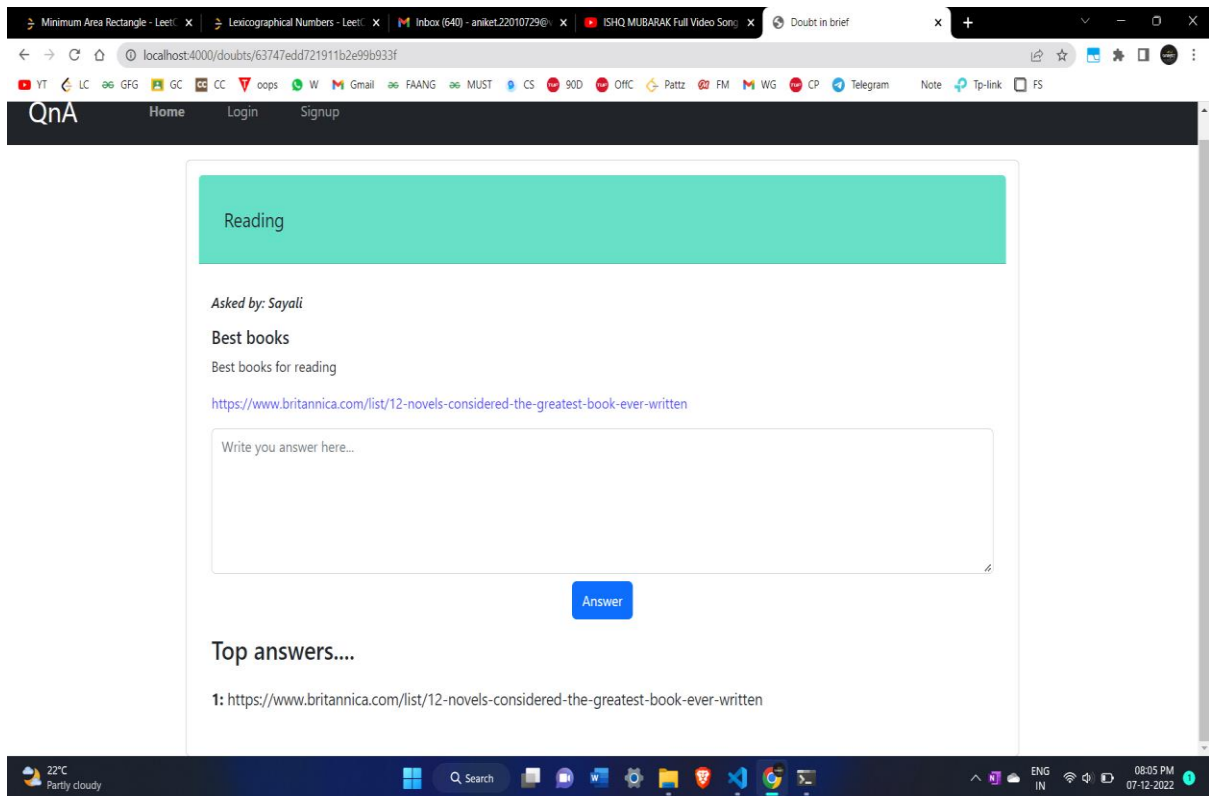 Minimum Area Rectangle - LeetC Lexicographical Numbers - LeetC Inbox (640) - aniket.22010729@v ISHQ MUBARAK Full Video Song Doubt in brief
localhost:4000/doubts/63747edd721911b2e99b933f
YT LC GFG GC CC oops W Gmail FAANG MUST CS 90D OffC Pattz FM WG CP Telegram Note Tp-link FS
QnA Home Login Signup
Reading
Asked by: Sayali
Best books
Best books for reading
https://www.britannica.com/list/12-novels-considered-the-greatest-book-ever-written
Write you answer here...
Answer
Top answers....
1: https://www.britannica.com/list/12-novels-considered-the-greatest-book-ever-written
22°C Search ENG 08:05 PM
Partly cloudy IN 07-12-2022 1